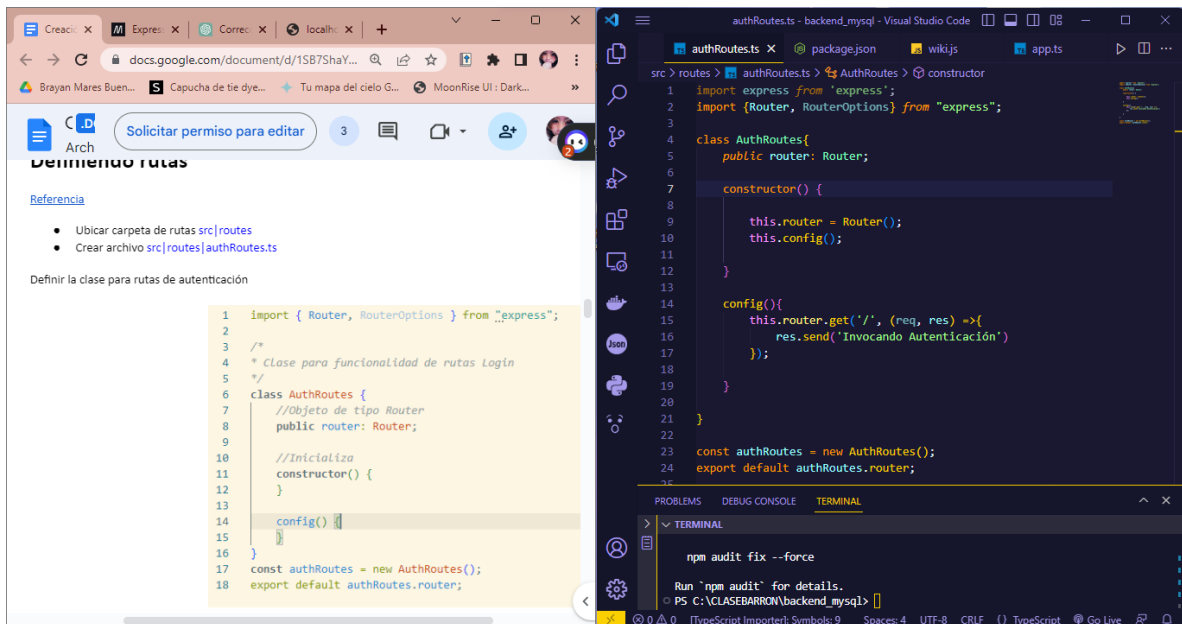 Creació
Expres
Correc
localho
docs.google.com/document/d/1SB7ShaY...
Brayan Mares Buen...
Capucha de tie dye...
Tu mapa del cielo G...
MoonRise UI : Dark...
»
C
.D
Arch
Solicitar permiso para editar
3
2
Definiendo rutas
Referencia
● Ubicar carpeta de rutas src|routes
● Crear archivo src|routes|authRoutes.ts
Definir la clase para rutas de autenticación
1 import { Router, RouterOptions } from "express";
2
3 /*
4 * Clase para funcionalidad de rutas Login
5 */
6 class AuthRoutes {
7 //Objeto de tipo Router
8 public router: Router;
9
10 //Inicializa
11 constructor() {
12 }
13
14 config() {
15 }
16 }
17 const authRoutes = new AuthRoutes();
18 export default authRoutes.router;
authRoutes.ts - backend_mysql - Visual Studio Code
authRoutes.ts
package.json
JS wiki.js
app.ts
src > routes > authRoutes.ts > AuthRoutes > constructor
1 import express from 'express';
2 import {Router, RouterOptions} from "express";
3
4 class AuthRoutes{
5 public router: Router;
6
7 constructor() {
8
9 this.router = Router();
10 this.config();
11
12 }
13
14 config(){
15 this.router.get('/', (req, res) =>{
16 res.send('Invocando Autenticación')
17 });
18
19 }
20
21 }
22
23 const authRoutes = new AuthRoutes();
24 export default authRoutes.router;
25
Json
PROBLEMS DEBUG CONSOLE TERMINAL
TERMINAL
npm audit fix --force
Run `npm audit` for details.
PS C:\CLASEBARRON\backend_mysql>
0 0 [TypeScript Importer]: Symbols: 9 Spaces: 4 UTF-8 CRLF {} TypeScript Go Live